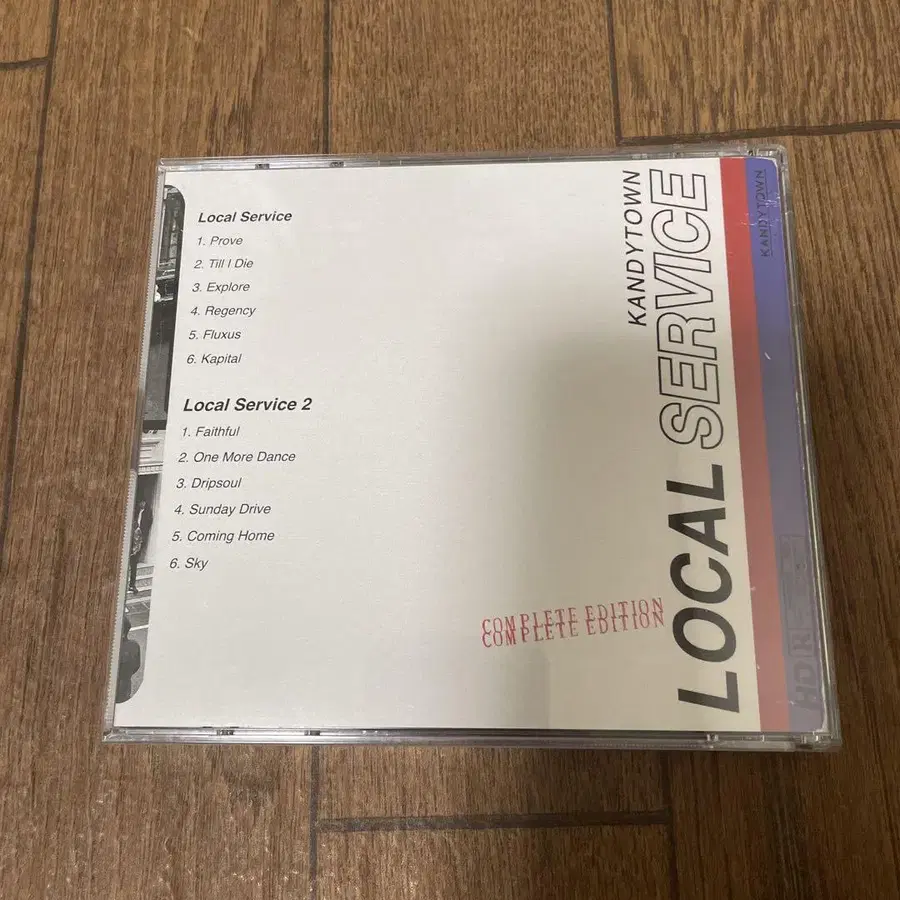 Local Service
1. Prove
2. Till I Die
3. Explore
4. Regency
5. Fluxus
6. Kapital
Local Service 2
1. Faithful
2. One More Dance
3. Dripsoul
4. Sunday Drive
5. Coming Home
6. Sky
COMPLETE EDITION
COMPLETE EDITION
KANDYTOWN
LOCAL SERVICE
KANDYTOWN